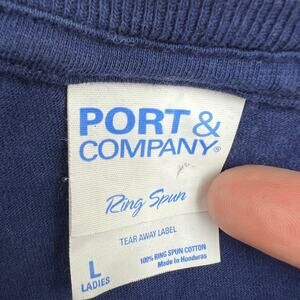 PORT &
COMPANY®
Ring Spun
TEAR AWAY LABEL
L
LADIES
100% RING SPUN COTTON
Made in Honduras